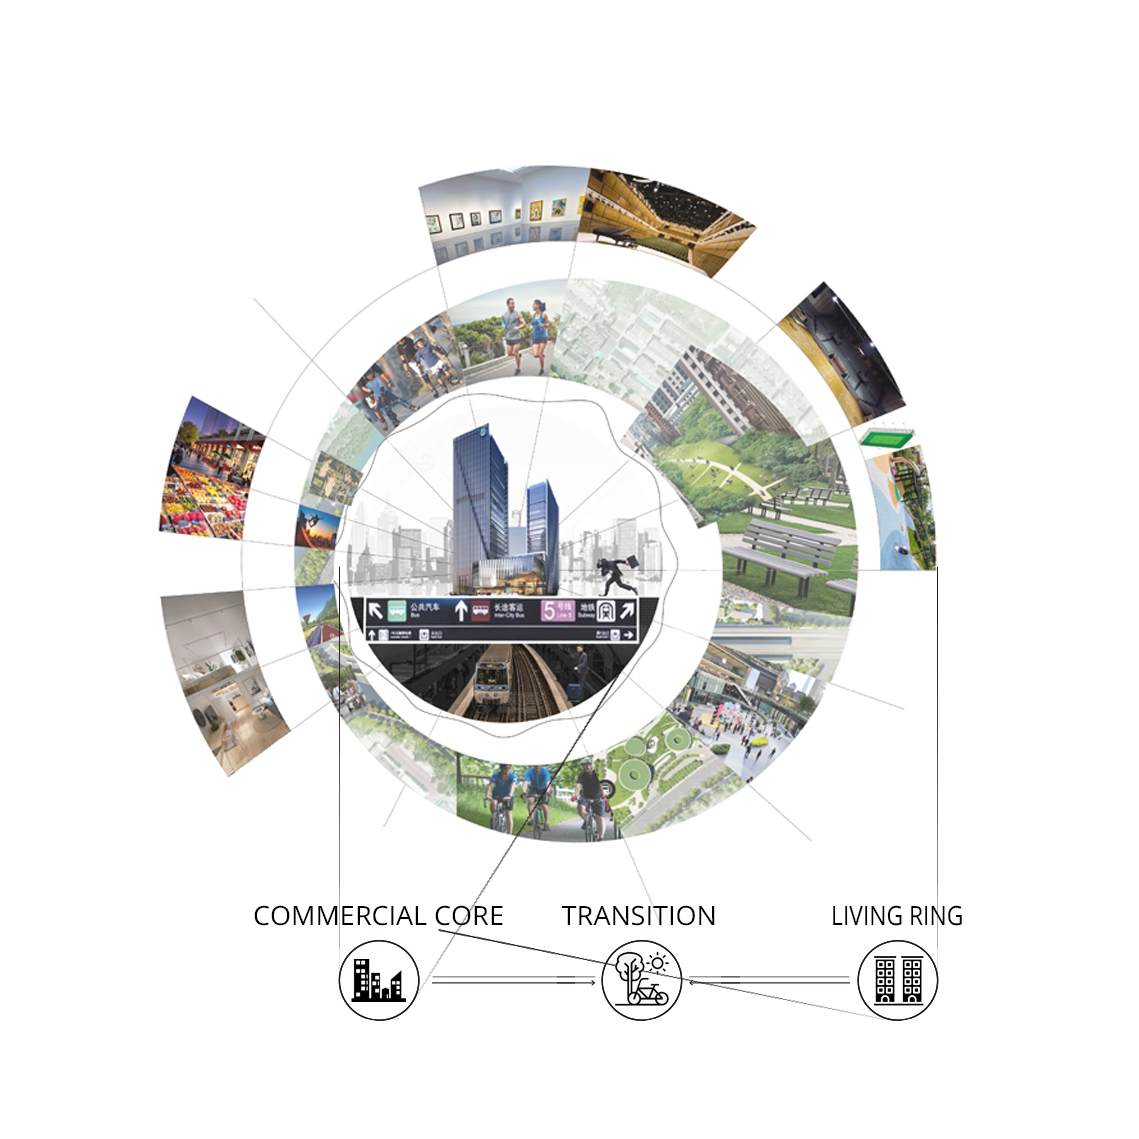 公共汽车
Bus
长途客运
Inter-City Bus
5 号线
Line 5
地铁
Subway
COMMERCIAL CORE
TRANSITION
LIVING RING